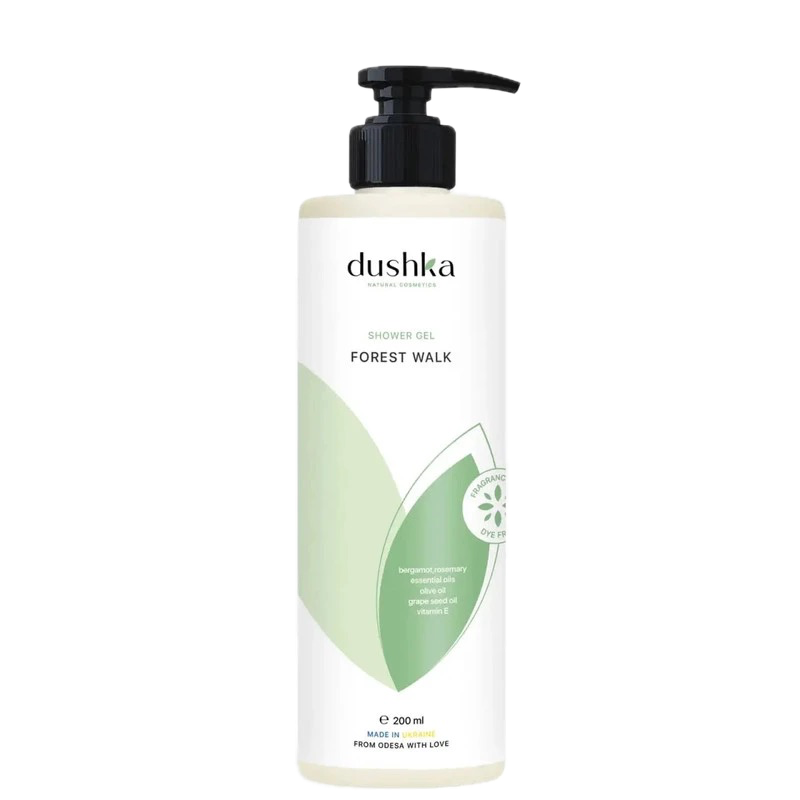 dushka
NATURAL COSMETICS
SHOWER GEL
FOREST WALK
FRAGRANC
DYE FR
bergamot,rosemary
essential oils
olive oil
grape seed oil
vitamin E
℮ 200 ml
MADE IN UKRAINE
FROM ODESA WITH LOVE